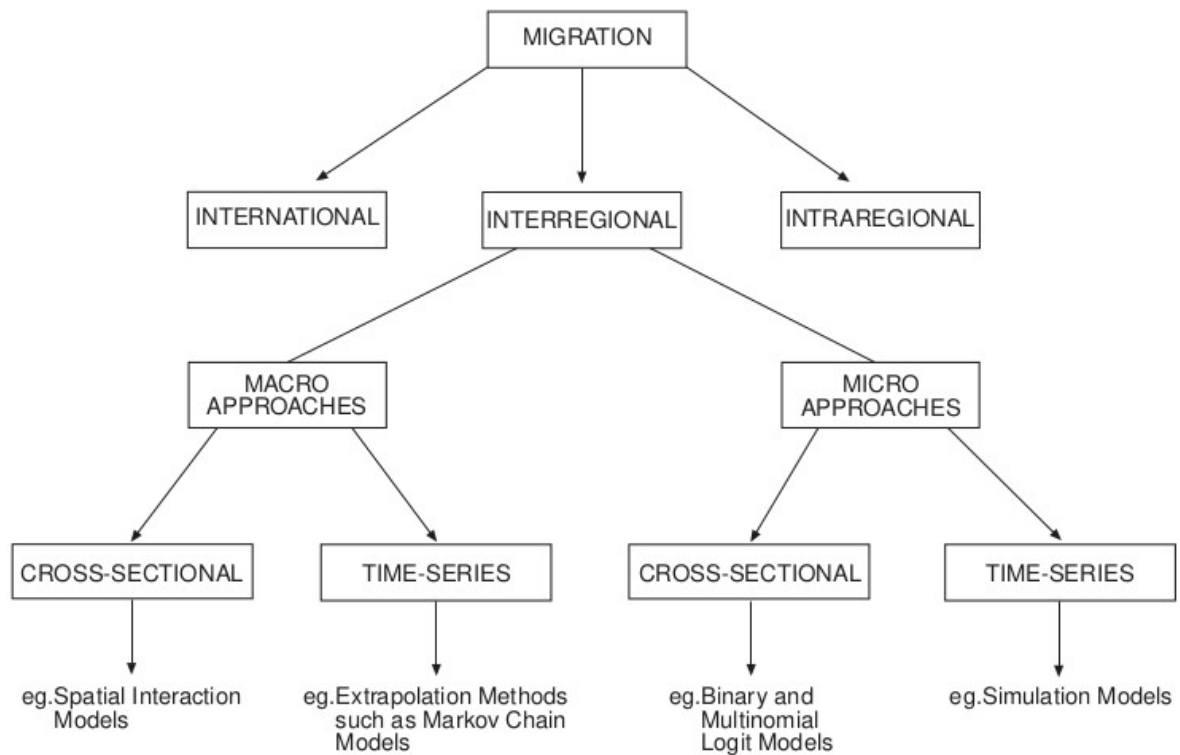 MIGRATION
INTERNATIONAL
INTERREGIONAL
INTRAREGIONAL
MACRO
APPROACHES
MICRO
APPROACHES
CROSS-SECTIONAL
TIME-SERIES
CROSS-SECTIONAL
TIME-SERIES
eg.Spatial Interaction
Models
eg.Extrapolation Methods
such as Markov Chain
Models
eg.Binary and
Multinomial
Logit Models
eg.Simulation Models